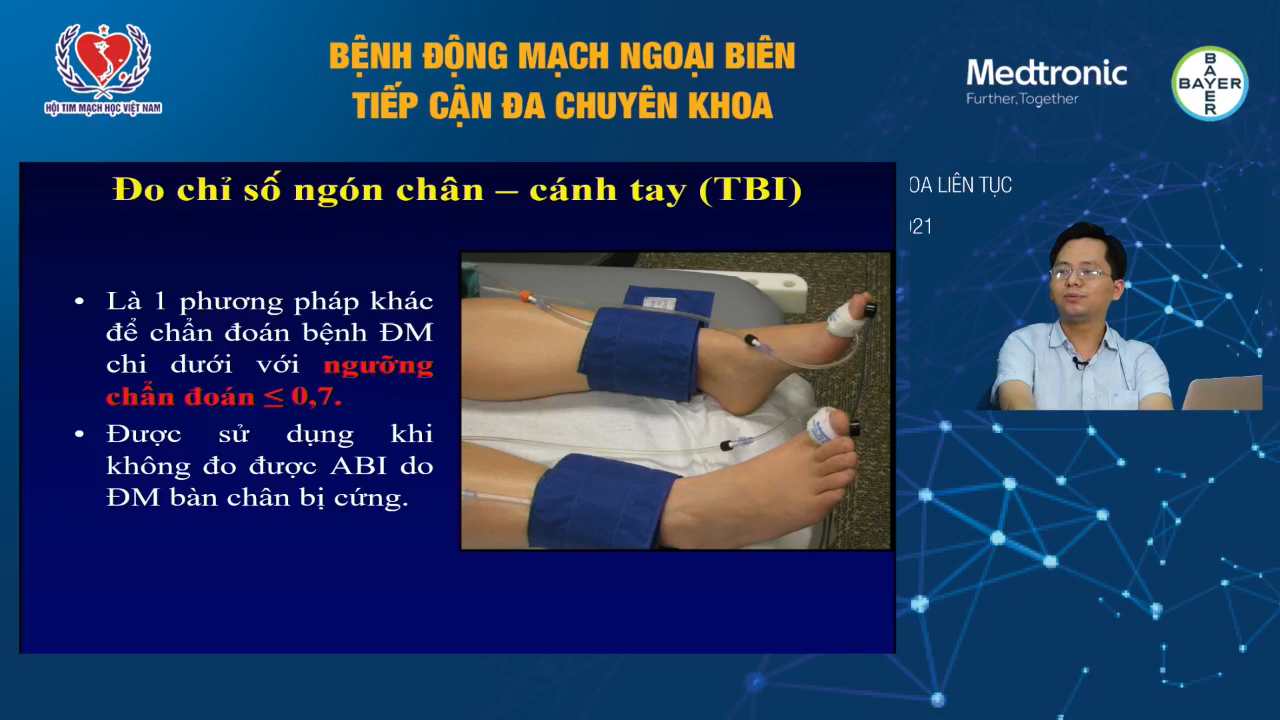 HỘI TIM MẠCH HỌC VIỆT NAM
BỆNH ĐỘNG MẠCH NGOẠI BIÊN
TIẾP CẬN ĐA CHUYÊN KHOA
Medtronic
Further, Together
BAYER
BAYER
Đo chỉ số ngón chân – cánh tay (TBI)
• Là 1 phương pháp khác
để chẩn đoán bệnh ĐM
chi dưới với ngưỡng
chẩn đoán ≤ 0,7.
• Được sử dụng khi
không đo được ABI do
ĐM bàn chân bị cứng.
OA LIÊN TỤC
021